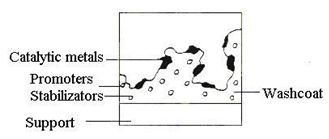 Catalytic metals
Promoters
Stabilizators
Washcoat
Support